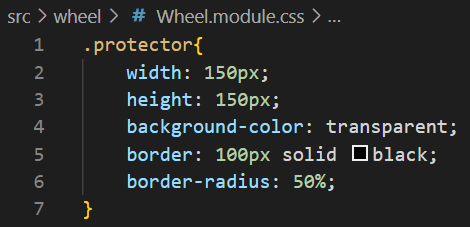 src > wheel > # Wheel.module.css > ...
1 .protector{
2 width: 150px;
3 height: 150px;
4 background-color: transparent;
5 border: 100px solid black;
6 border-radius: 50%;
7 }